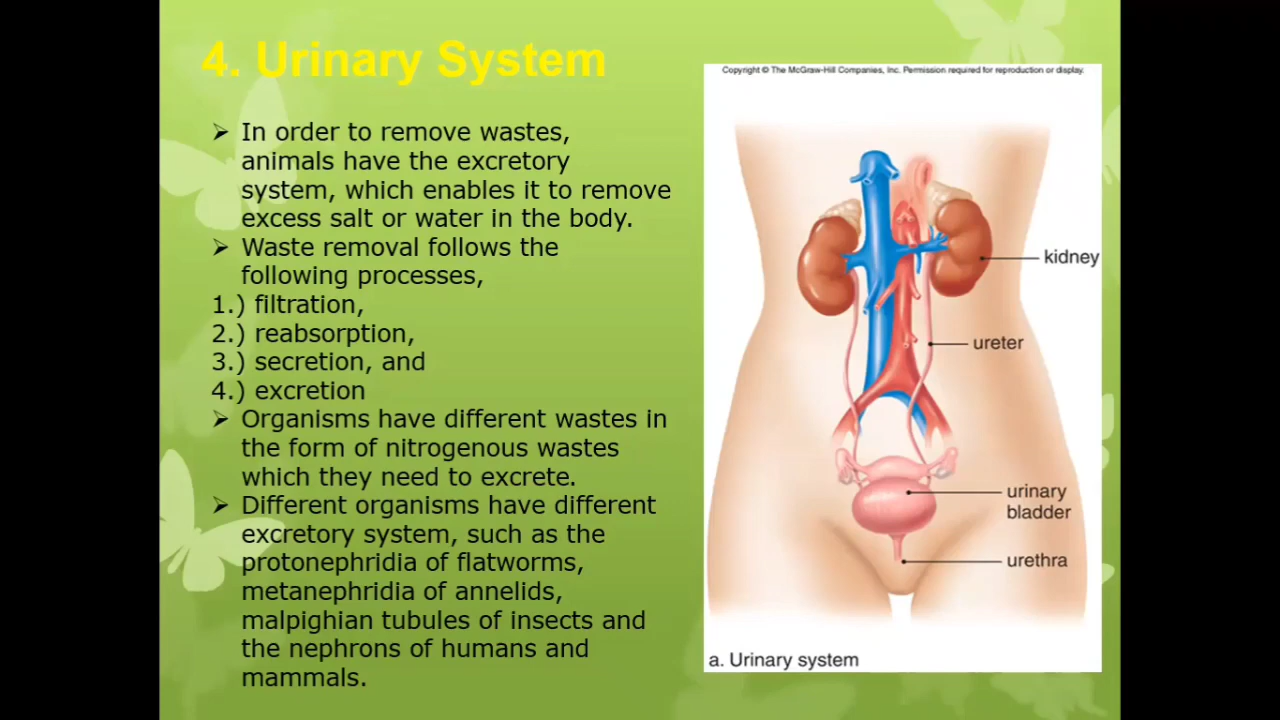 4. Urinary System
➢ In order to remove wastes,
animals have the excretory
system, which enables it to remove
excess salt or water in the body.
➢ Waste removal follows the
following processes,
1.) filtration,
2.) reabsorption,
3.) secretion, and
4.) excretion
➢ Organisms have different wastes in
the form of nitrogenous wastes
which they need to excrete.
➢ Different organisms have different
excretory system, such as the
protonephridia of flatworms,
metanephridia of annelids,
malpighian tubules of insects and
the nephrons of humans and
mammals.
Copyright © The McGraw-Hill Companies, Inc. Permission required for reproduction or display.
kidney
ureter
urinary
bladder
urethra
a. Urinary system